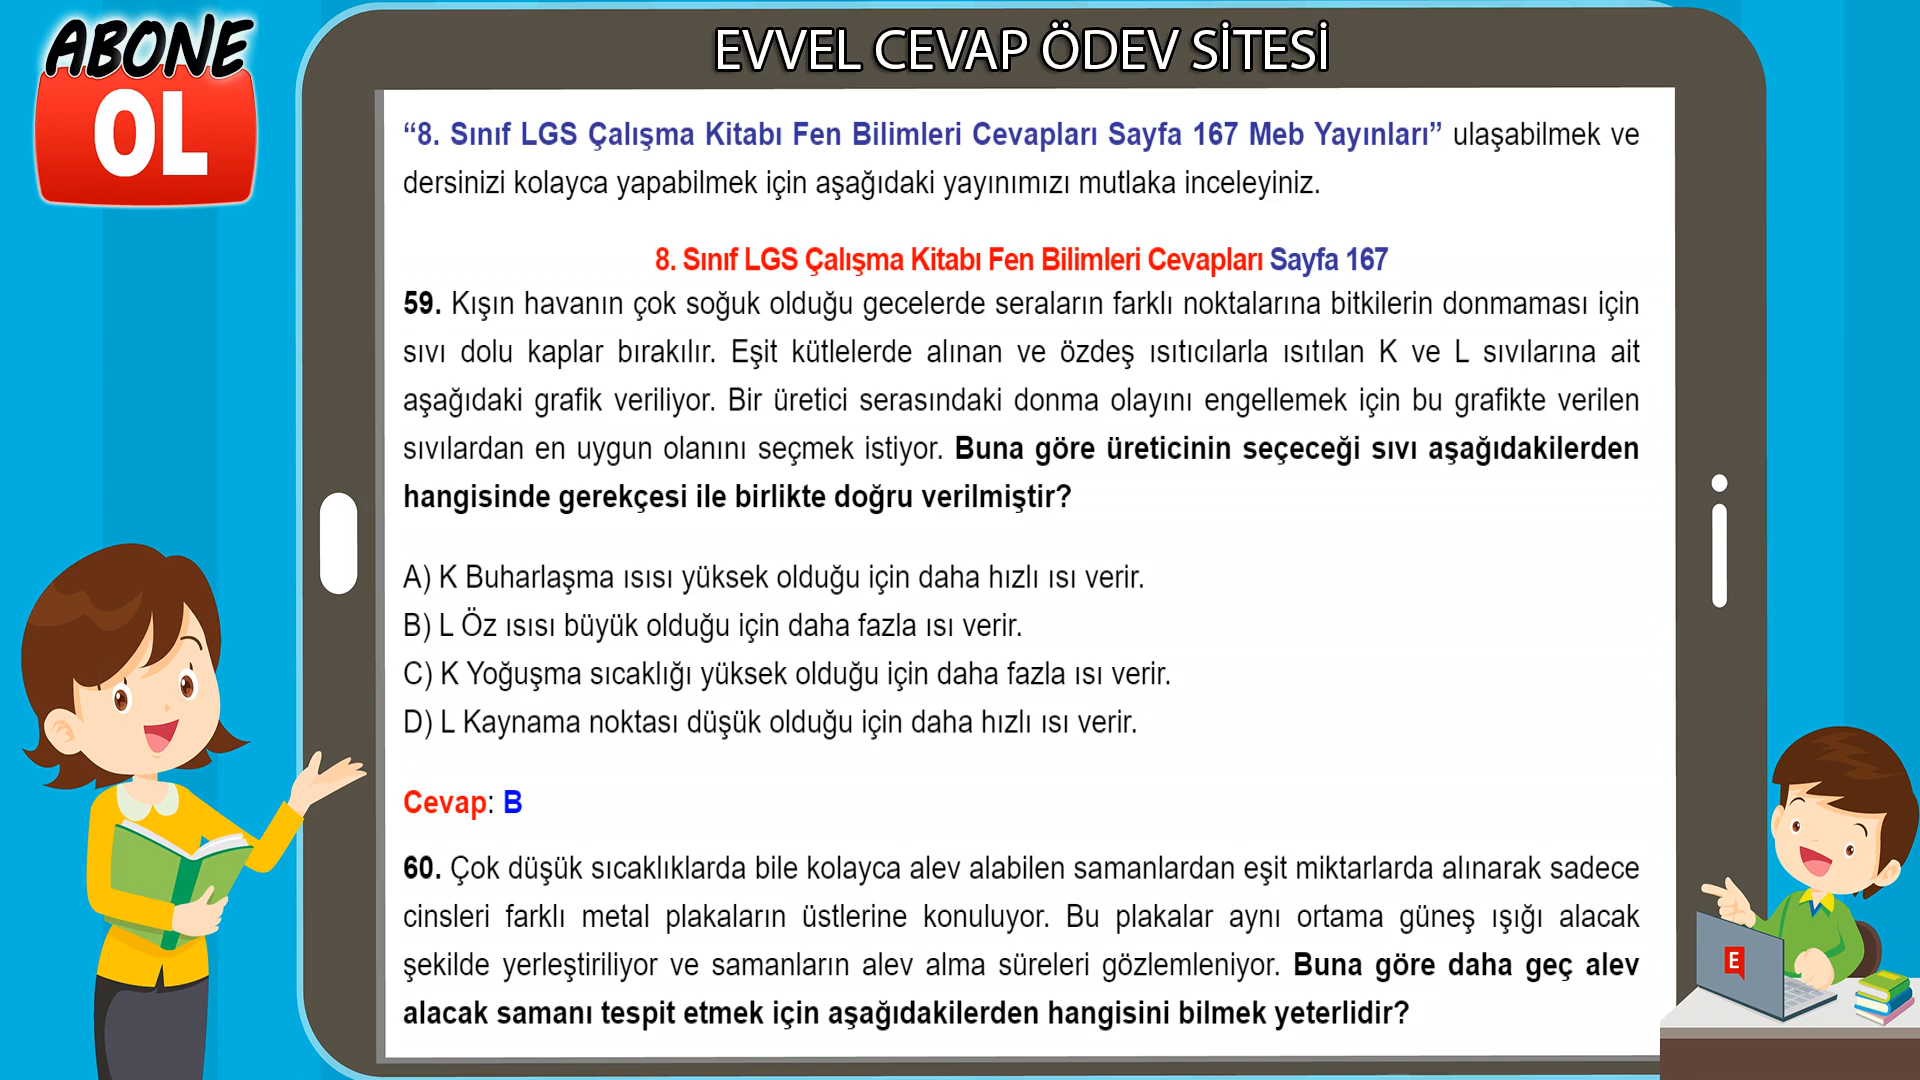 ABONE
OL
EVVEL CEVAP ÖDEV SİTESİ
“8. Sınıf LGS Çalışma Kitabı Fen Bilimleri Cevapları Sayfa 167 Meb Yayınları” ulaşabilmek ve
dersinizi kolayca yapabilmek için aşağıdaki yayınımızı mutlaka inceleyiniz.
8. Sınıf LGS Çalışma Kitabı Fen Bilimleri Cevapları Sayfa 167
59. Kışın havanın çok soğuk olduğu gecelerde seraların farklı noktalarına bitkilerin donmaması için
sıvı dolu kaplar bırakılır. Eşit kütlelerde alınan ve özdeş ısıtıcılarla ısıtılan K ve L sıvılarına ait
aşağıdaki grafik veriliyor. Bir üretici serasındaki donma olayını engellemek için bu grafikte verilen
sıvılardan en uygun olanını seçmek istiyor. Buna göre üreticinin seçeceği sıvı aşağıdakilerden
hangisinde gerekçesi ile birlikte doğru verilmiştir?
A) K Buharlaşma ısısı yüksek olduğu için daha hızlı ısı verir.
B) L Öz ısısı büyük olduğu için daha fazla ısı verir.
C) K Yoğuşma sıcaklığı yüksek olduğu için daha fazla ısı verir.
D) L Kaynama noktası düşük olduğu için daha hızlı ısı verir.
Cevap: B
60. Çok düşük sıcaklıklarda bile kolayca alev alabilen samanlardan eşit miktarlarda alınarak sadece
cinsleri farklı metal plakaların üstlerine konuluyor. Bu plakalar aynı ortama güneş ışığı alacak
şekilde yerleştiriliyor ve samanların alev alma süreleri gözlemleniyor. Buna göre daha geç alev
alacak samanı tespit etmek için aşağıdakilerden hangisini bilmek yeterlidir?
E